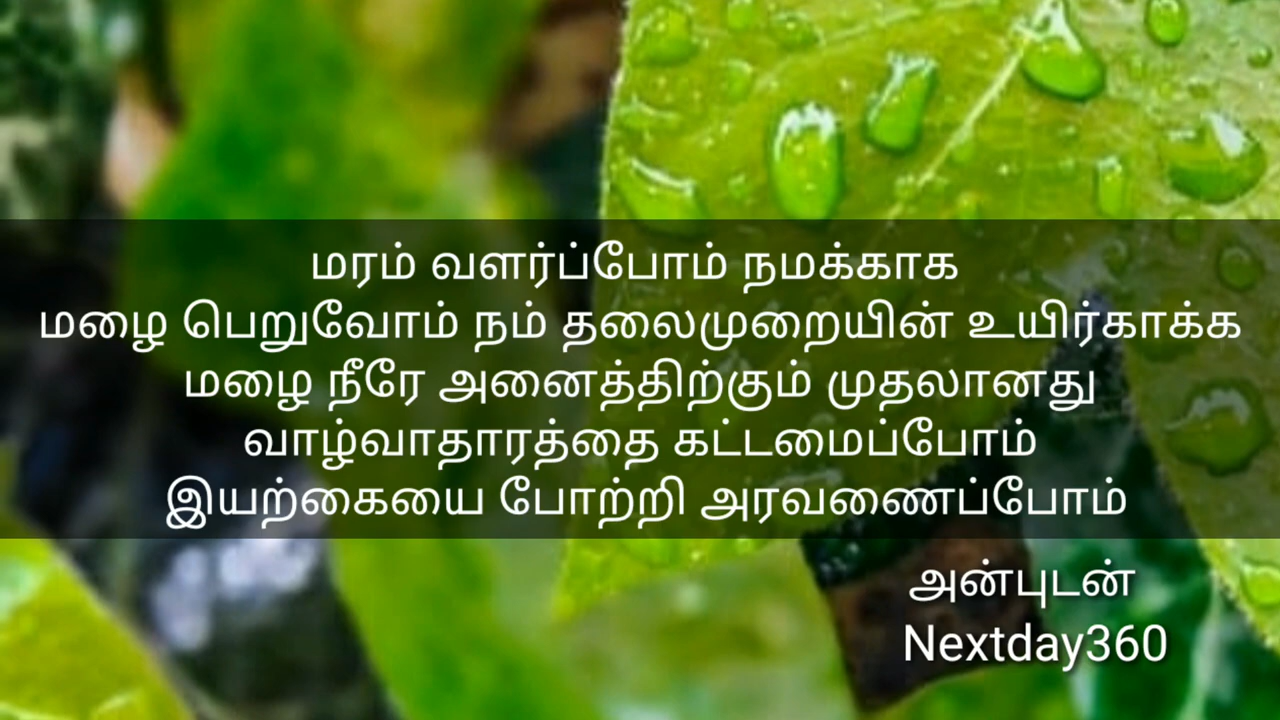 மரம் வளர்ப்போம் நமக்காக
மழை பெறுவோம் நம் தலைமுறையின் உயிர்காக்க
மழை நீரே அனைத்திற்கும் முதலானது
வாழ்வாதாரத்தை கட்டமைப்போம்
இயற்கையை போற்றி அரவணைப்போம்
அன்புடன்
Nextday360